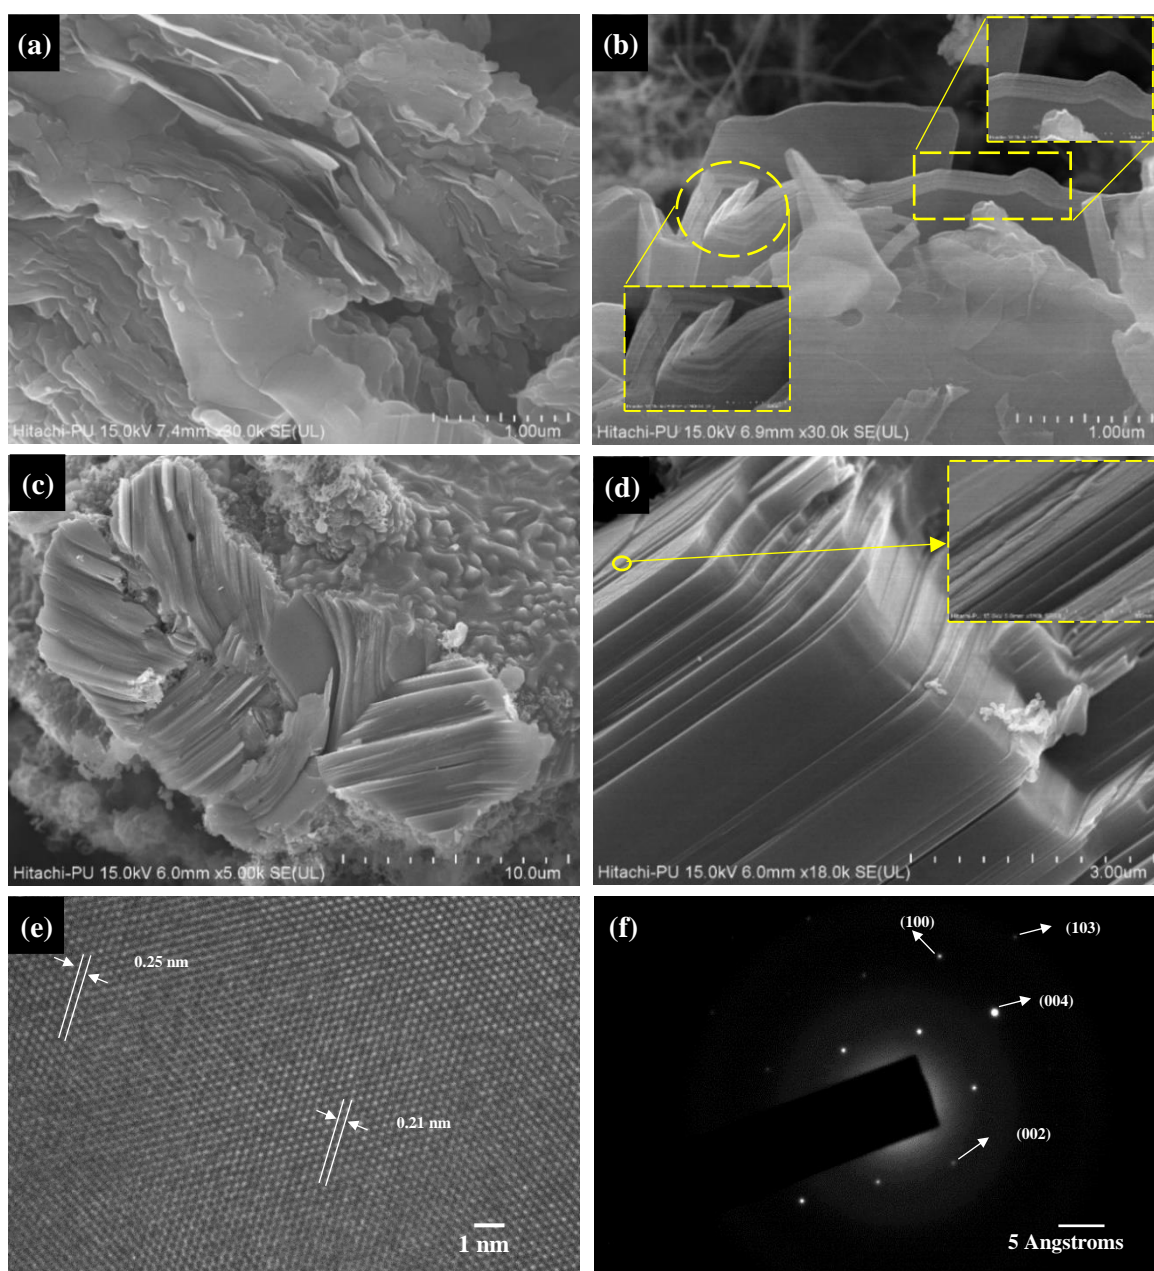 (a)
Hitachi-PU 15.0kV 7.4mm x30.0k SE(UL)
1.00um
(b)
Hitachi-PU 15.0kV 6.9mm x30.0k SE(UL)
1.00um
(c)
Hitachi-PU 15.0kV 6.0mm x5.00k SE(UL)
10.0um
(d)
Hitachi-PU 15.0kV 6.0mm x18.0k SE(UL)
3.00um
(e)
0.25 nm
0.21 nm
1 nm
(f)
(100)
(103)
(004)
(002)
5 Angstroms